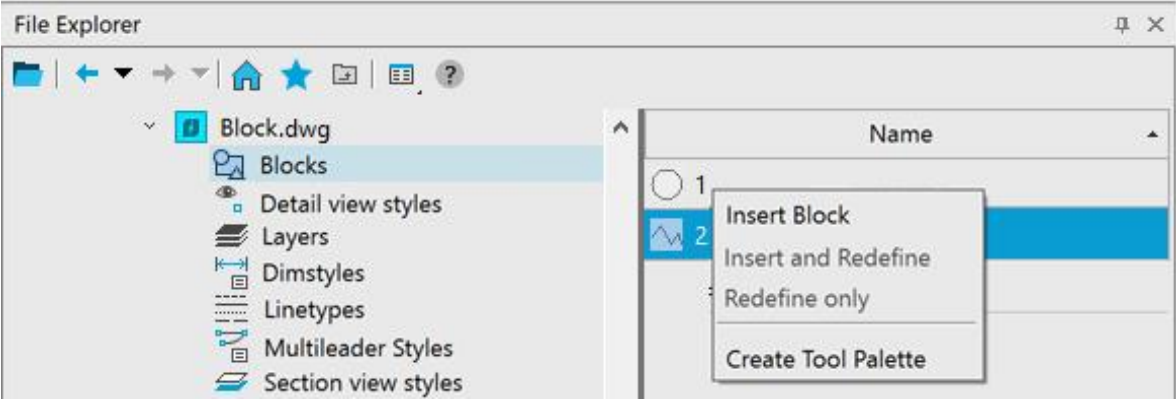 File Explorer
Block.dwg
Blocks
Detail view styles
Layers
Dimstyles
Linetypes
Multileader Styles
Section view styles
Name
1
2
Insert Block
Insert and Redefine
Redefine only
Create Tool Palette